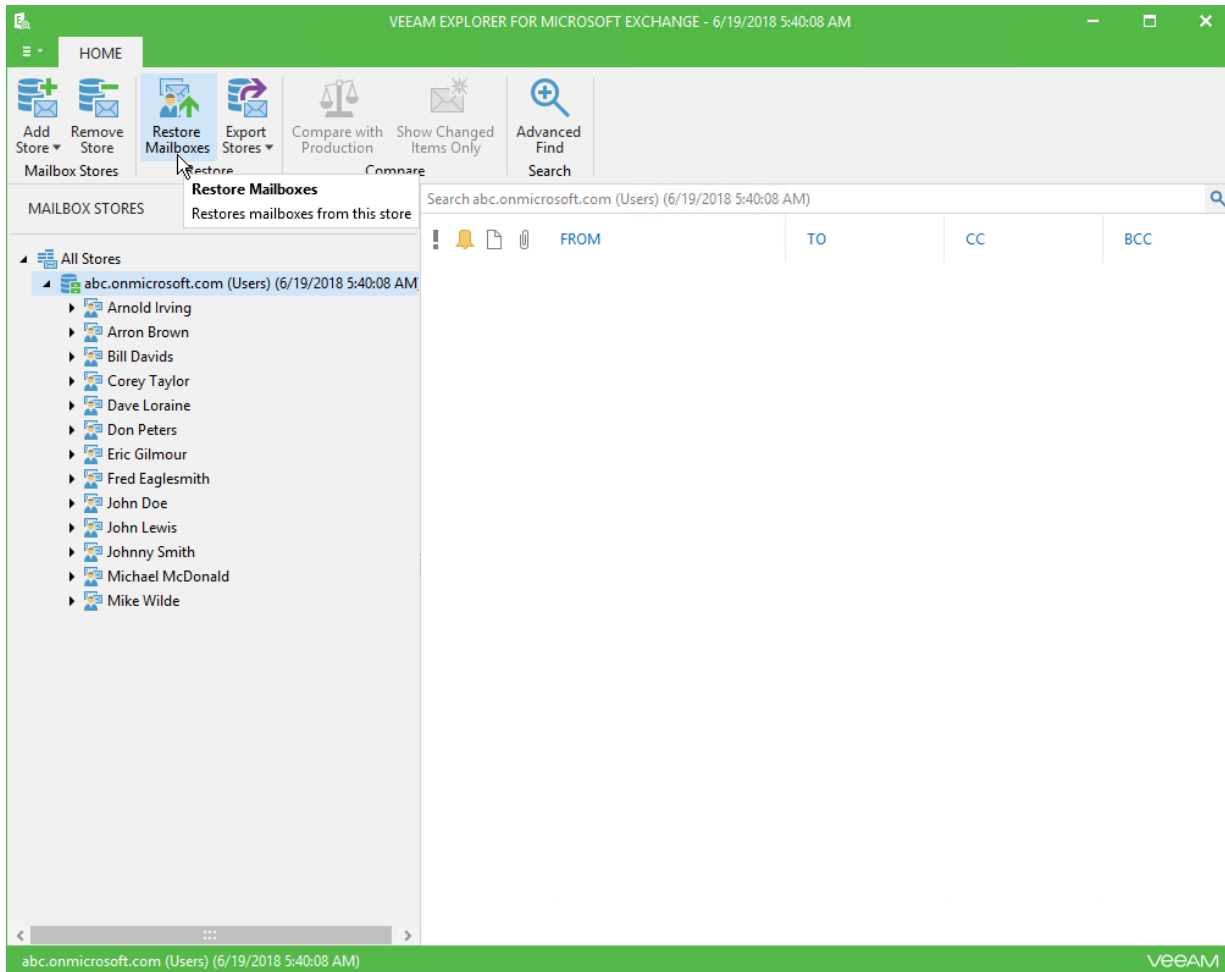 VEEAM EXPLORER FOR MICROSOFT EXCHANGE - 6/19/2018 5:40:08 AM
HOME
Add Store
Remove Store
Restore Mailboxes
Export Stores
Compare with Production
Show Changed Items Only
Advanced Find
Mailbox Stores
Restore
Compare
Search
Restore Mailboxes
Restores mailboxes from this store
MAILBOX STORES
Search abc.onmicrosoft.com (Users) (6/19/2018 5:40:08 AM)
FROM TO CC BCC
All Stores
abc.onmicrosoft.com (Users) (6/19/2018 5:40:08 AM
Arnold Irving
Arron Brown
Bill Davids
Corey Taylor
Dave Loraine
Don Peters
Eric Gilmour
Fred Eaglesmith
John Doe
John Lewis
Johnny Smith
Michael McDonald
Mike Wilde
abc.onmicrosoft.com (Users) (6/19/2018 5:40:08 AM)
veeAM